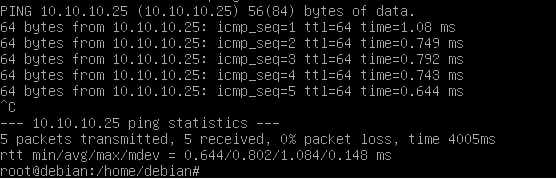 PING 10.10.10.25 (10.10.10.25) 56(84) bytes of data.
64 bytes from 10.10.10.25: icmp_seq=1 ttl=64 time=1.08 ms
64 bytes from 10.10.10.25: icmp_seq=2 ttl=64 time=0.749 ms
64 bytes from 10.10.10.25: icmp_seq=3 ttl=64 time=0.792 ms
64 bytes from 10.10.10.25: icmp_seq=4 ttl=64 time=0.743 ms
64 bytes from 10.10.10.25: icmp_seq=5 ttl=64 time=0.644 ms
^C
--- 10.10.10.25 ping statistics ---
5 packets transmitted, 5 received, 0% packet loss, time 4005ms
rtt min/avg/max/mdev = 0.644/0.802/1.084/0.148 ms
root@debian:/home/debian#